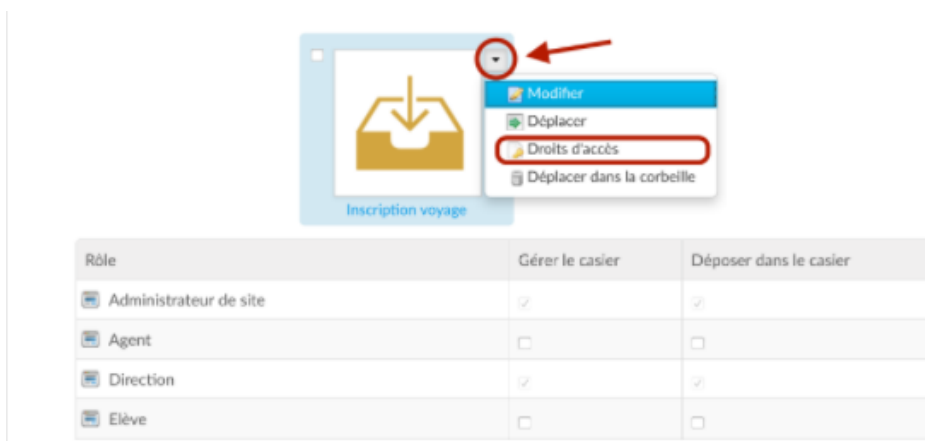 Modifier
Déplacer
Droits d'accès
Déplacer dans la corbeille
Inscription voyage
Rôle Gérer le casier Déposer dans le casier
Administrateur de site
Agent
Direction
Elève